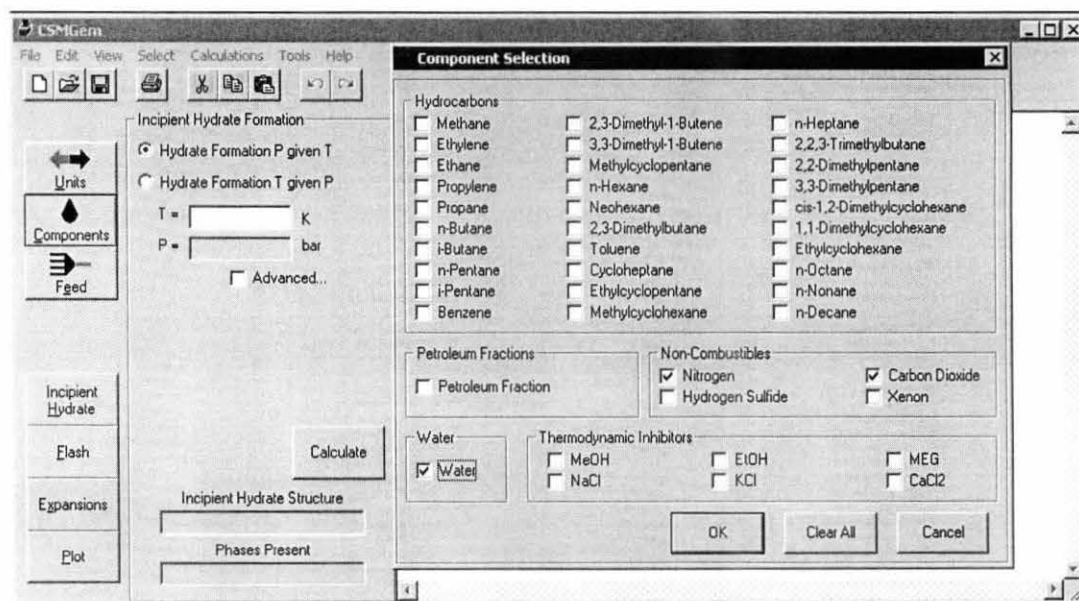 CSMGem
File Edit View Select Calculations Tools Help
Units
Components
Feed
Incipient Hydrate
Flash
Expansions
Plot
Incipient Hydrate Formation
Hydrate Formation P given T
Hydrate Formation T given P
T = K
P = bar
Advanced...
Calculate
Incipient Hydrate Structure
Phases Present
Component Selection
Hydrocarbons
Methane
Ethylene
Ethane
Propylene
Propane
n-Butane
i-Butane
n-Pentane
i-Pentane
Benzene
2,3-Dimethyl-1-Butene
3,3-Dimethyl-1-Butene
Methylcyclopentane
n-Hexane
Neohexane
2,3-Dimethylbutane
Toluene
Cycloheptane
Ethylcyclopentane
Methylcyclohexane
n-Heptane
2,2,3-Trimethylbutane
2,2-Dimethylpentane
3,3-Dimethylpentane
cis-1,2-Dimethylcyclohexane
1,1-Dimethylcyclohexane
Ethylcyclohexane
n-Octane
n-Nonane
n-Decane
Petroleum Fractions
Petroleum Fraction
Non-Combustibles
Nitrogen
Hydrogen Sulfide
Carbon Dioxide
Xenon
Water
Water
Thermodynamic Inhibitors
MeOH
NaCl
EtOH
KCl
MEG
CaCl2
OK
Clear All
Cancel